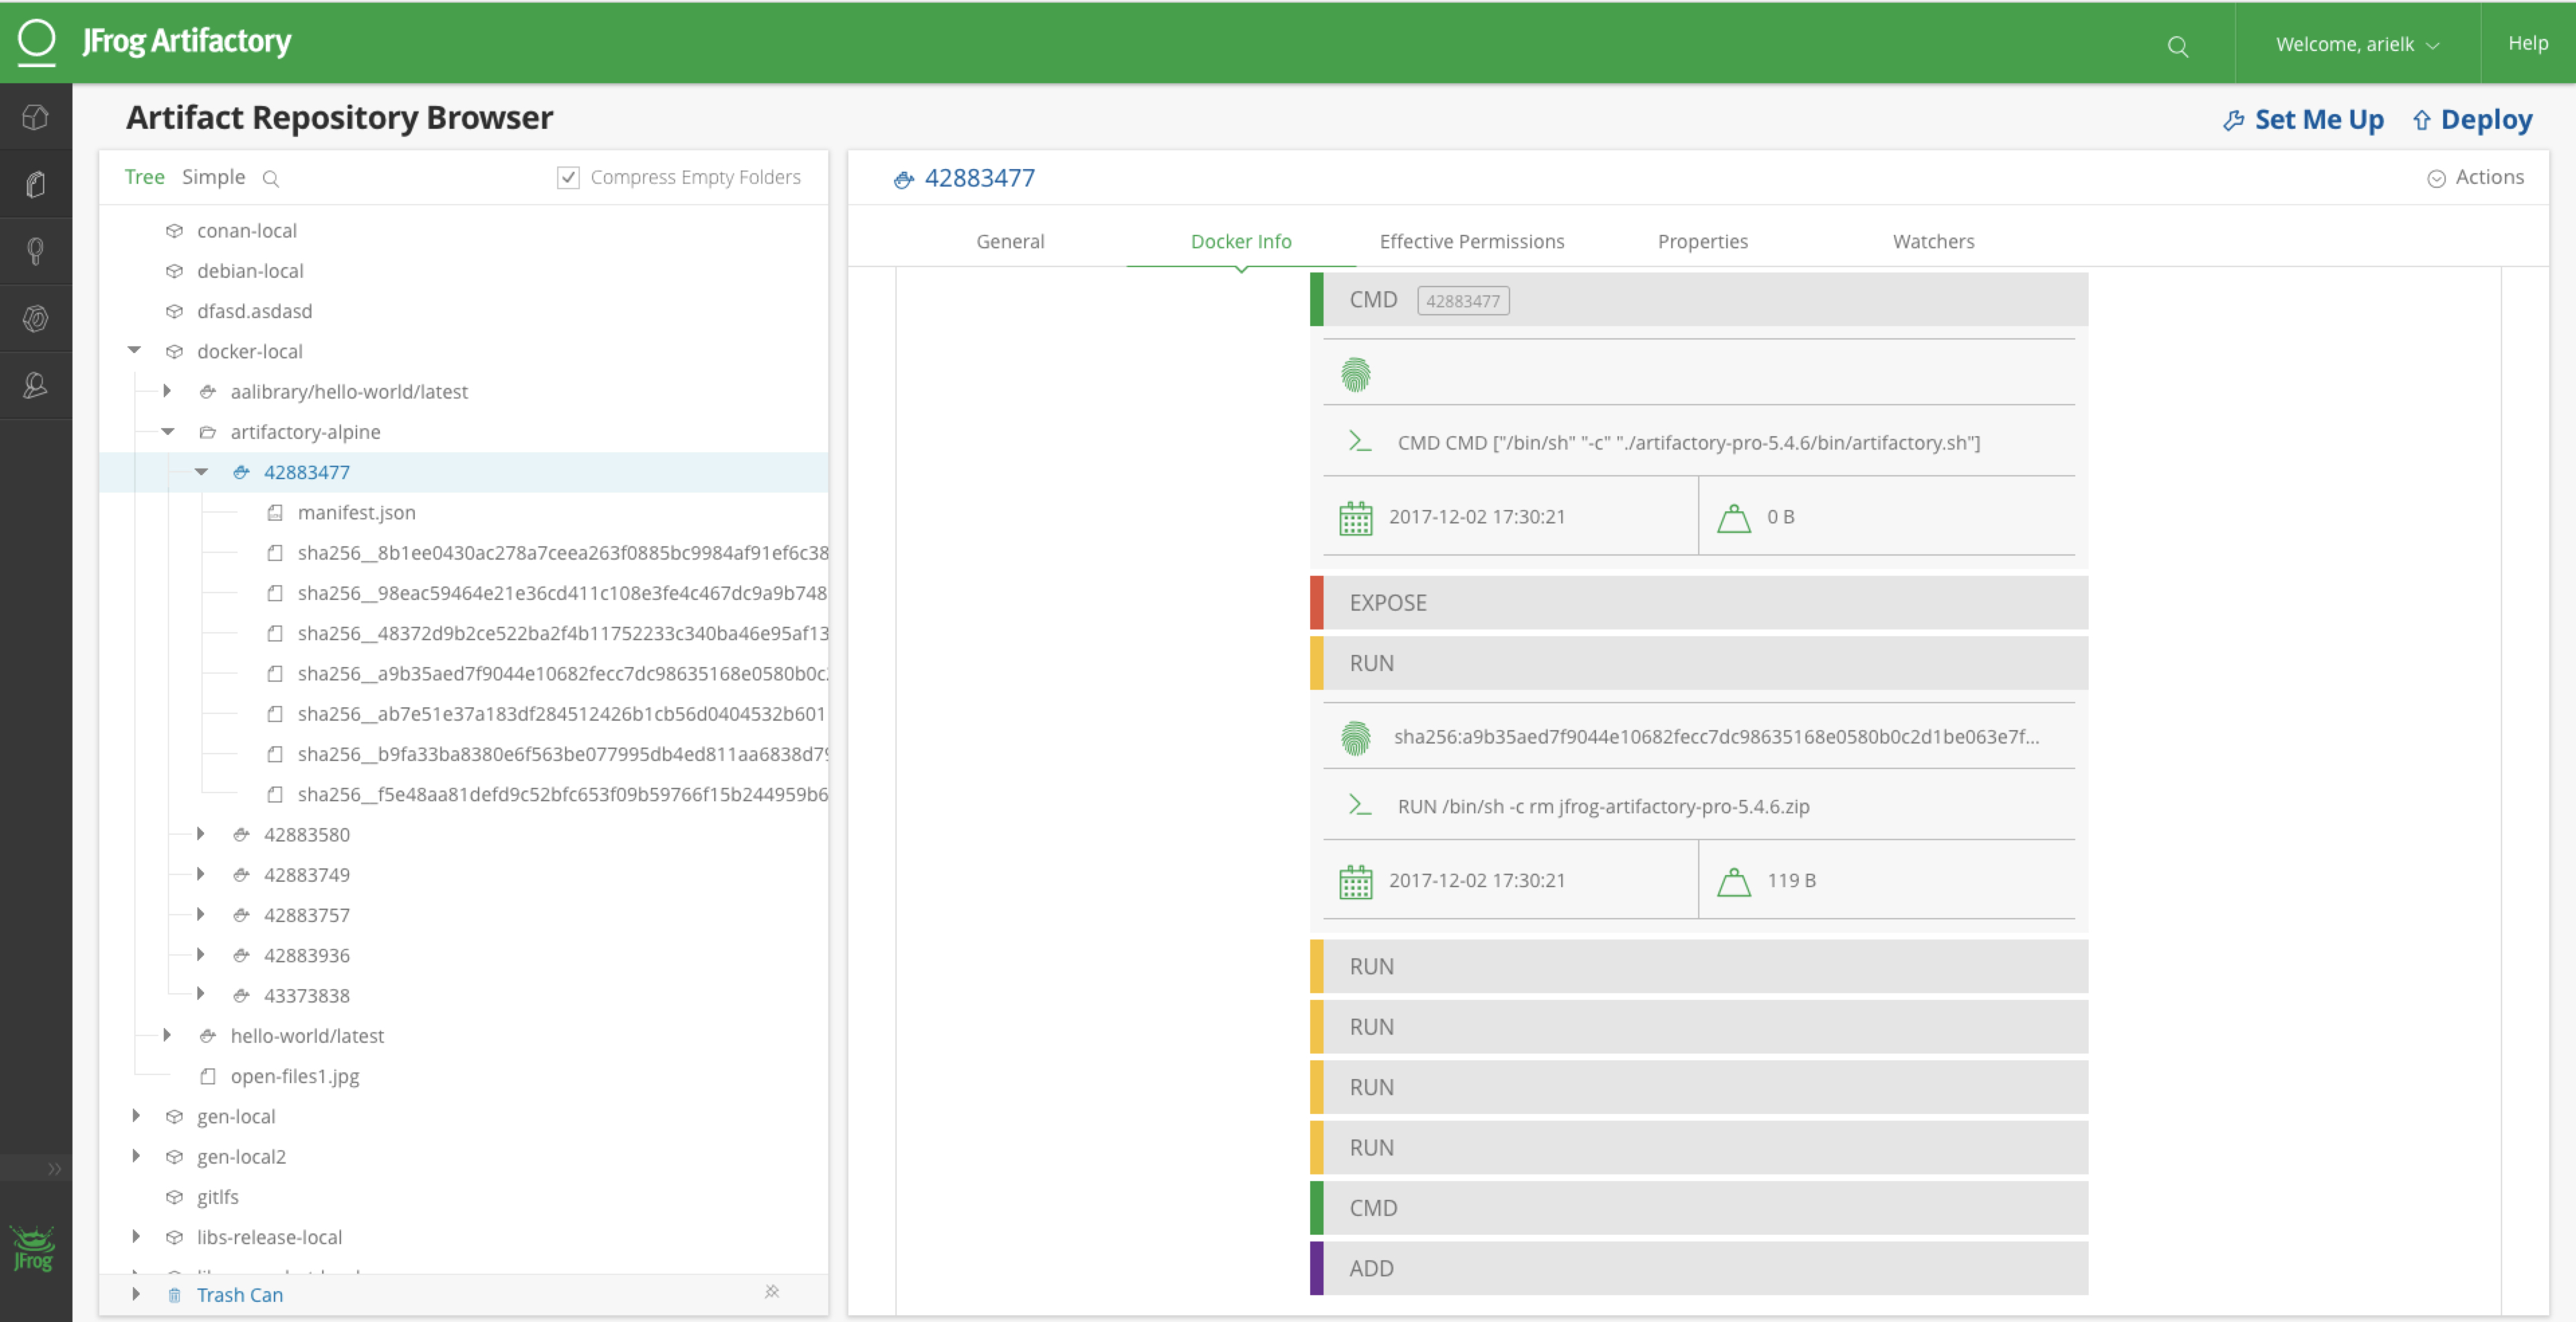 JFrog Artifactory
Welcome, arielk
Help
Artifact Repository Browser
Set Me Up
Deploy
Tree
Simple
Compress Empty Folders
conan-local
debian-local
dfasd.asdasd
docker-local
aalibrary/hello-world/latest
artifactory-alpine
42883477
manifest.json
sha256__8b1ee0430ac278a7ceea263f0885bc9984af91ef6c38
sha256__98eac59464e21e36cd411c108e3fe4c467dc9a9b748
sha256__48372d9b2ce522ba2f4b11752233c340ba46e95af13
sha256__a9b35aed7f9044e10682fecc7dc98635168e0580b0c
sha256__ab7e51e37a183df284512426b1cb56d0404532b601
sha256__b9fa33ba8380e6f563be077995db4ed811aa6838d79
sha256__f5e48aa81defd9c52bfc653f09b59766f15b244959b6
42883580
42883749
42883757
42883936
43373838
hello-world/latest
open-files1.jpg
gen-local
gen-local2
gitlfs
libs-release-local
Trash Can
JFrog
42883477
Actions
General
Docker Info
Effective Permissions
Properties
Watchers
CMD 42883477
CMD CMD ["/bin/sh" "-c" "./artifactory-pro-5.4.6/bin/artifactory.sh"]
2017-12-02 17:30:21
0 B
EXPOSE
RUN
sha256:a9b35aed7f9044e10682fecc7dc98635168e0580b0c2d1be063e7f...
RUN /bin/sh -c rm jfrog-artifactory-pro-5.4.6.zip
2017-12-02 17:30:21
119 B
RUN
RUN
RUN
RUN
CMD
ADD